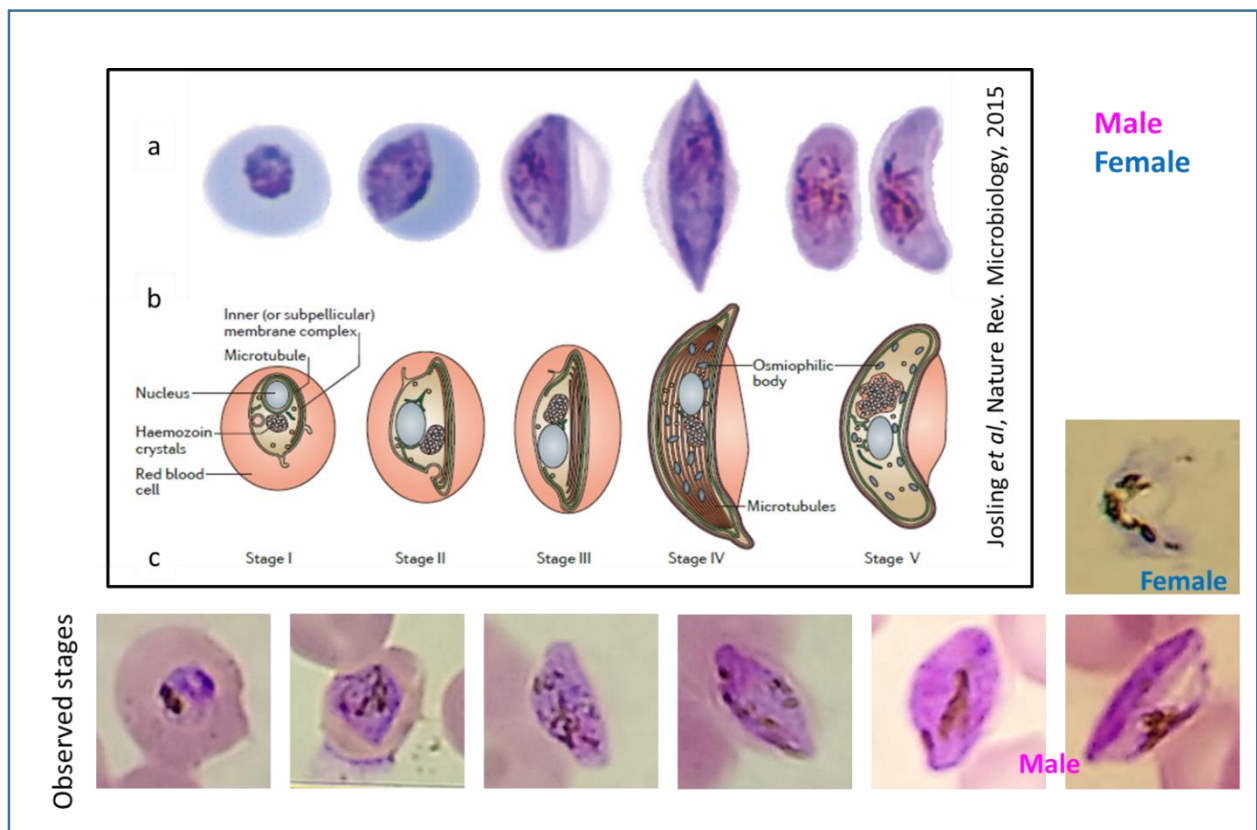 a
Josling et al, Nature Rev. Microbiology, 2015
Male
Female
b
Inner (or subpellicular)
membrane complex
Microtubule
Nucleus
Haemozoin
crystals
Red blood
cell
Osmiophilic
body
Microtubules
c
Stage I
Stage II
Stage III
Stage IV
Stage V
Female
Observed stages
Male